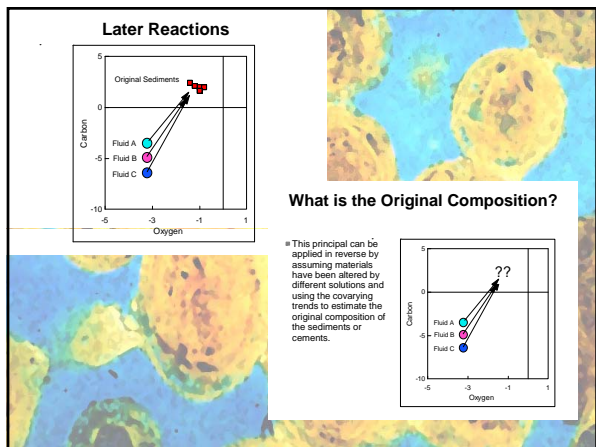 Later Reactions
5
0
-5
-10
Carbon
Original Sediments
Fluid A
Fluid B
Fluid C
-5
-3
-1
1
Oxygen
What is the Original Composition?
This principal can be
applied in reverse by
assuming materials
have been altered by
different solutions and
using the covarying
trends to estimate the
original composition of
the sediments or
cements.
5
0
-5
-10
Carbon
??
Fluid A
Fluid B
Fluid C
-5
-3
-1
1
Oxygen